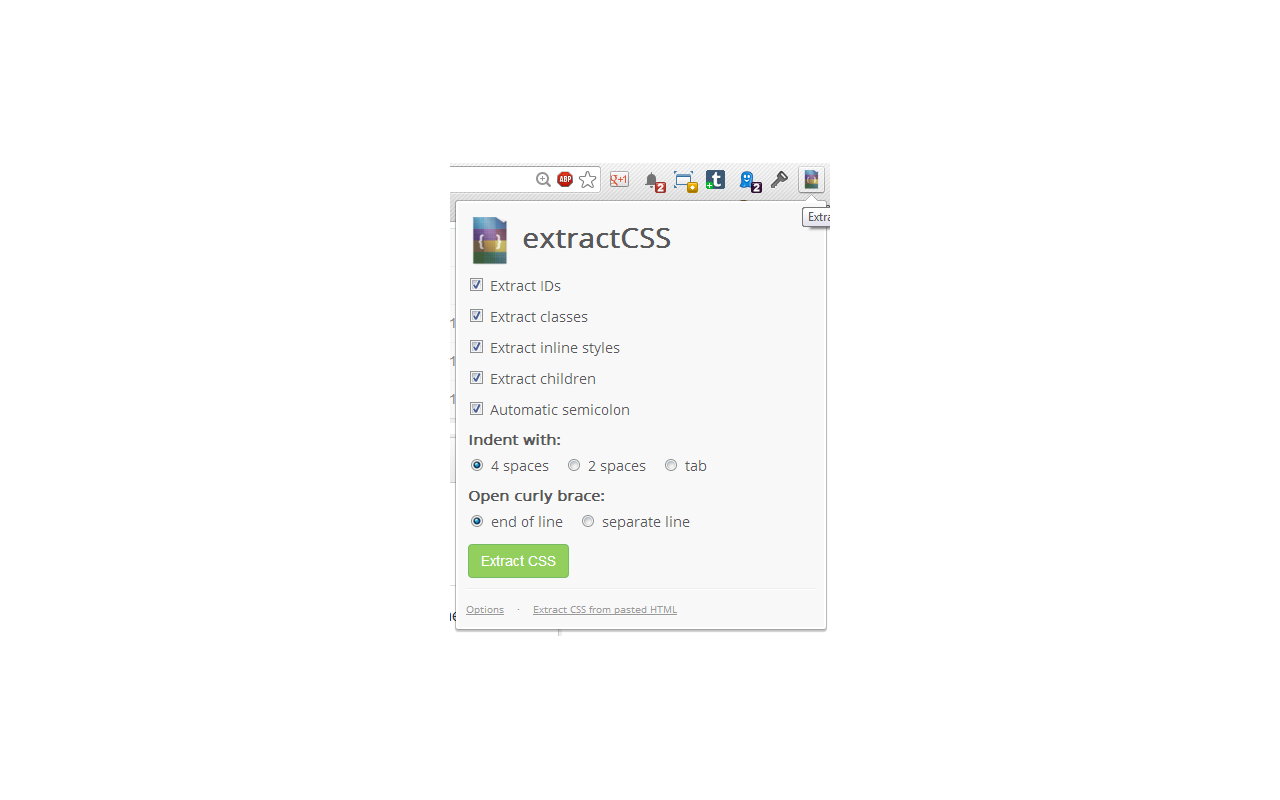 ABP
g+1
2
t
2
Extra
{ }
extractCSS
Extract IDs
Extract classes
Extract inline styles
Extract children
Automatic semicolon
Indent with:
4 spaces 2 spaces tab
Open curly brace:
end of line separate line
Extract CSS
Options · Extract CSS from pasted HTML